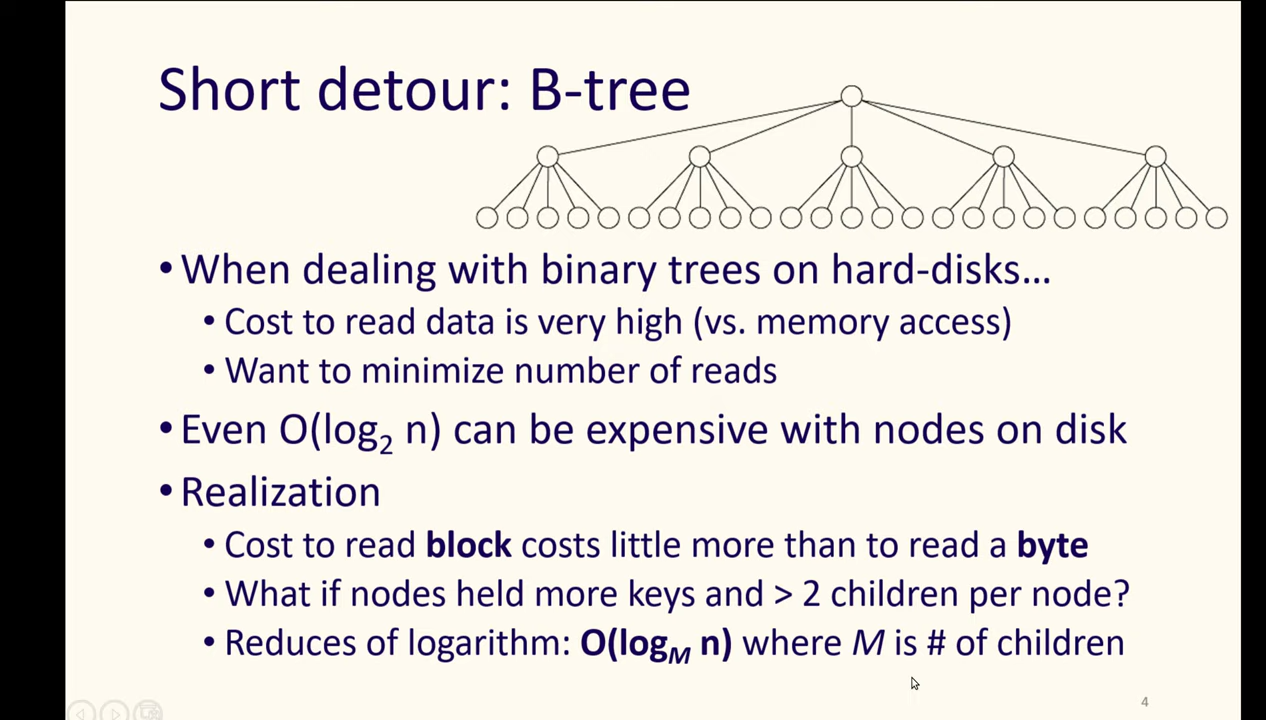 Short detour: B-tree
• When dealing with binary trees on hard-disks...
• Cost to read data is very high (vs. memory access)
• Want to minimize number of reads
• Even O(log₂ n) can be expensive with nodes on disk
• Realization
• Cost to read block costs little more than to read a byte
• What if nodes held more keys and > 2 children per node?
• Reduces of logarithm: O(log_M n) where M is # of children
4